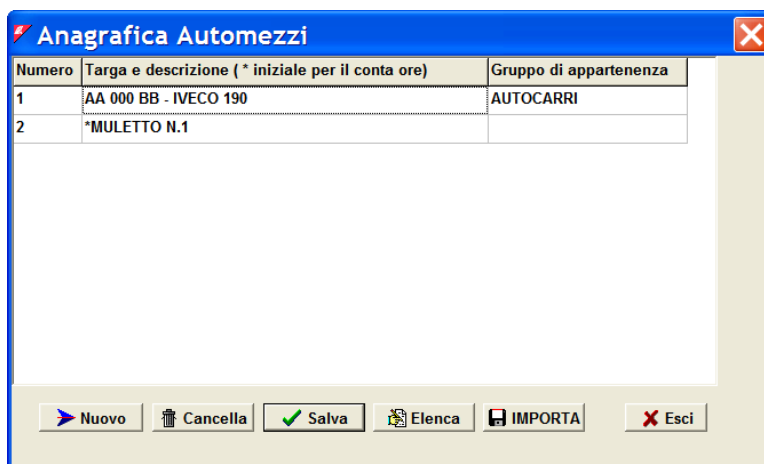 Anagrafica Automezzi
Numero Targa e descrizione ( * iniziale per il conta ore) Gruppo di appartenenza
1 AA 000 BB - IVECO 190 AUTOCARRI
2 *MULETTO N.1
Nuovo Cancella Salva Elenca IMPORTA Esci